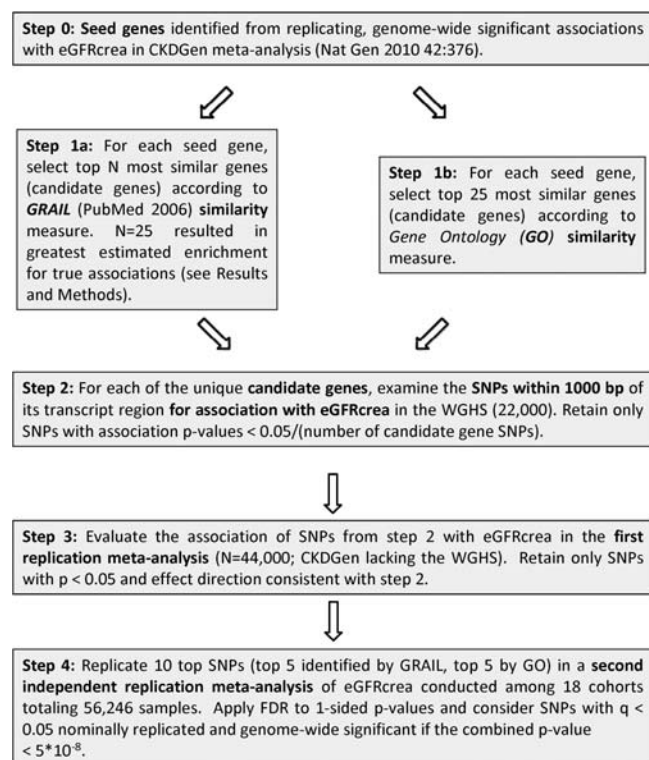 Step 0: Seed genes identified from replicating, genome-wide significant associations
with eGFRcrea in CKDGen meta-analysis (Nat Gen 2010 42:376).
Step 1a: For each seed gene,
select top N most similar genes
(candidate genes) according to
GRAIL (PubMed 2006) similarity
measure. N=25 resulted in
greatest estimated enrichment
for true associations (see Results
and Methods).
Step 1b: For each seed gene,
select top 25 most similar genes
(candidate genes) according to
Gene Ontology (GO) similarity
measure.
Step 2: For each of the unique candidate genes, examine the SNPs within 1000 bp of
its transcript region for association with eGFRcrea in the WGHS (22,000). Retain only
SNPs with association p-values < 0.05/(number of candidate gene SNPs).
Step 3: Evaluate the association of SNPs from step 2 with eGFRcrea in the first
replication meta-analysis (N=44,000; CKDGen lacking the WGHS). Retain only SNPs
with p < 0.05 and effect direction consistent with step 2.
Step 4: Replicate 10 top SNPs (top 5 identified by GRAIL, top 5 by GO) in a second
independent replication meta-analysis of eGFRcrea conducted among 18 cohorts
totaling 56,246 samples. Apply FDR to 1-sided p-values and consider SNPs with q <
0.05 nominally replicated and genome-wide significant if the combined p-value
< 5*10⁻⁸.